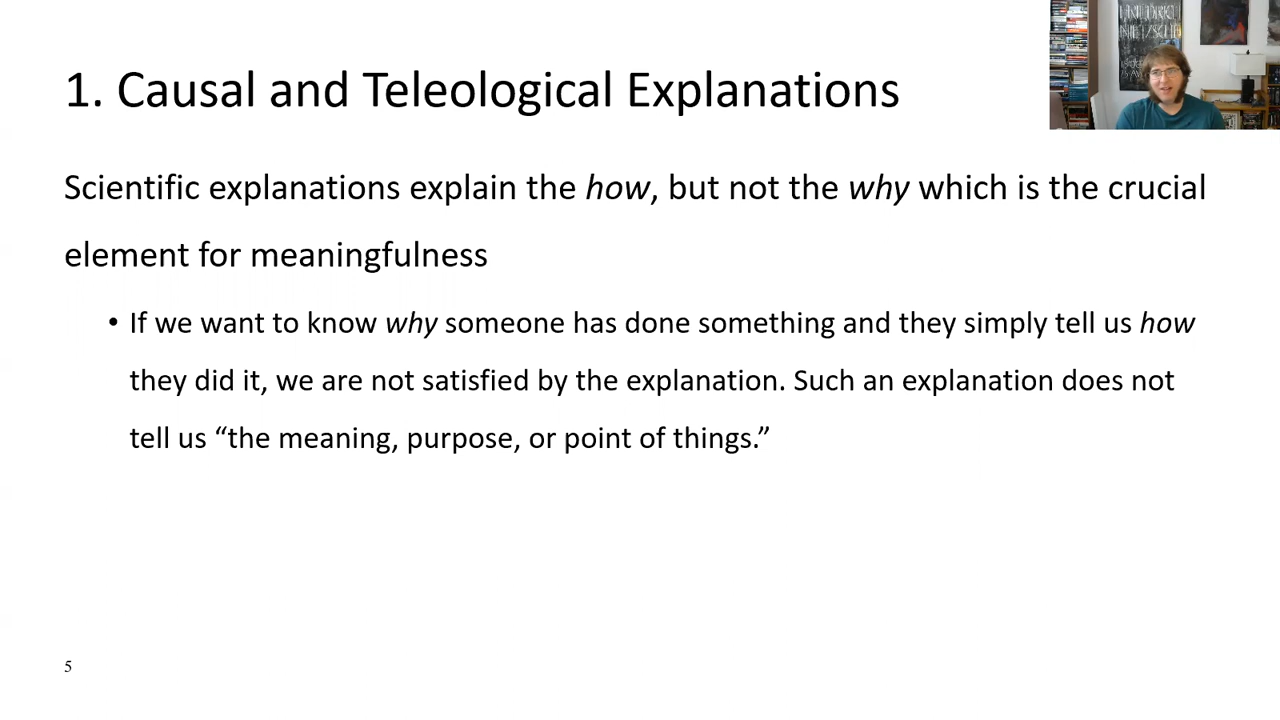 1. Causal and Teleological Explanations
Scientific explanations explain the how, but not the why which is the crucial
element for meaningfulness
• If we want to know why someone has done something and they simply tell us how
they did it, we are not satisfied by the explanation. Such an explanation does not
tell us “the meaning, purpose, or point of things.”
5
NIETZSCHE